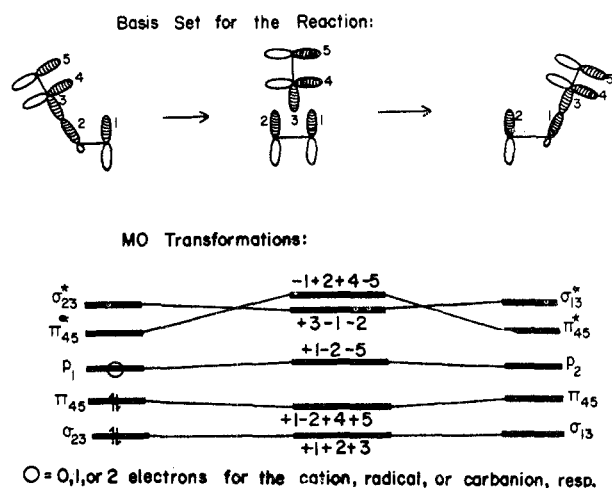 Basis Set for the Reaction:
5
4
3
2
1
5
4
3
2
1
5
4
3
2
1
MO Transformations:
σ*23
π*45
p1
π45
σ23
-1+2+4-5
+3-1-2
+1-2-5
+1-2+4+5
+1+2+3
σ*13
π*45
p2
π45
σ13
O = 0,1,or 2 electrons for the cation, radical, or carbanion, resp.